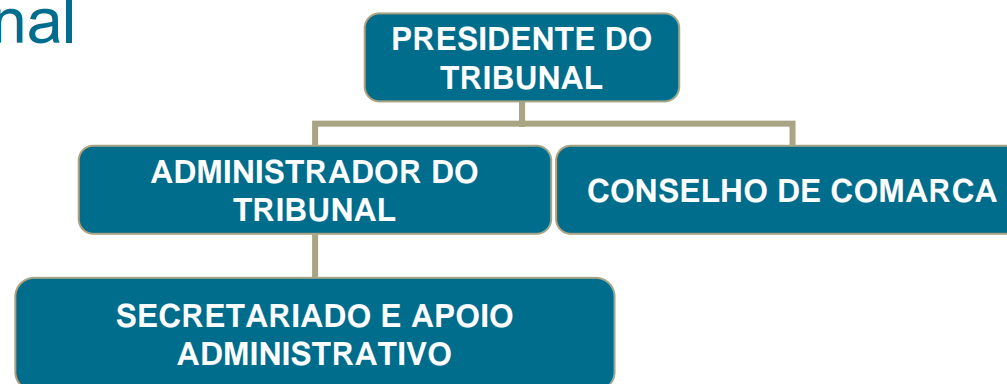 nal
PRESIDENTE DO
TRIBUNAL
ADMINISTRADOR DO
TRIBUNAL
CONSELHO DE COMARCA
SECRETARIADO E APOIO
ADMINISTRATIVO